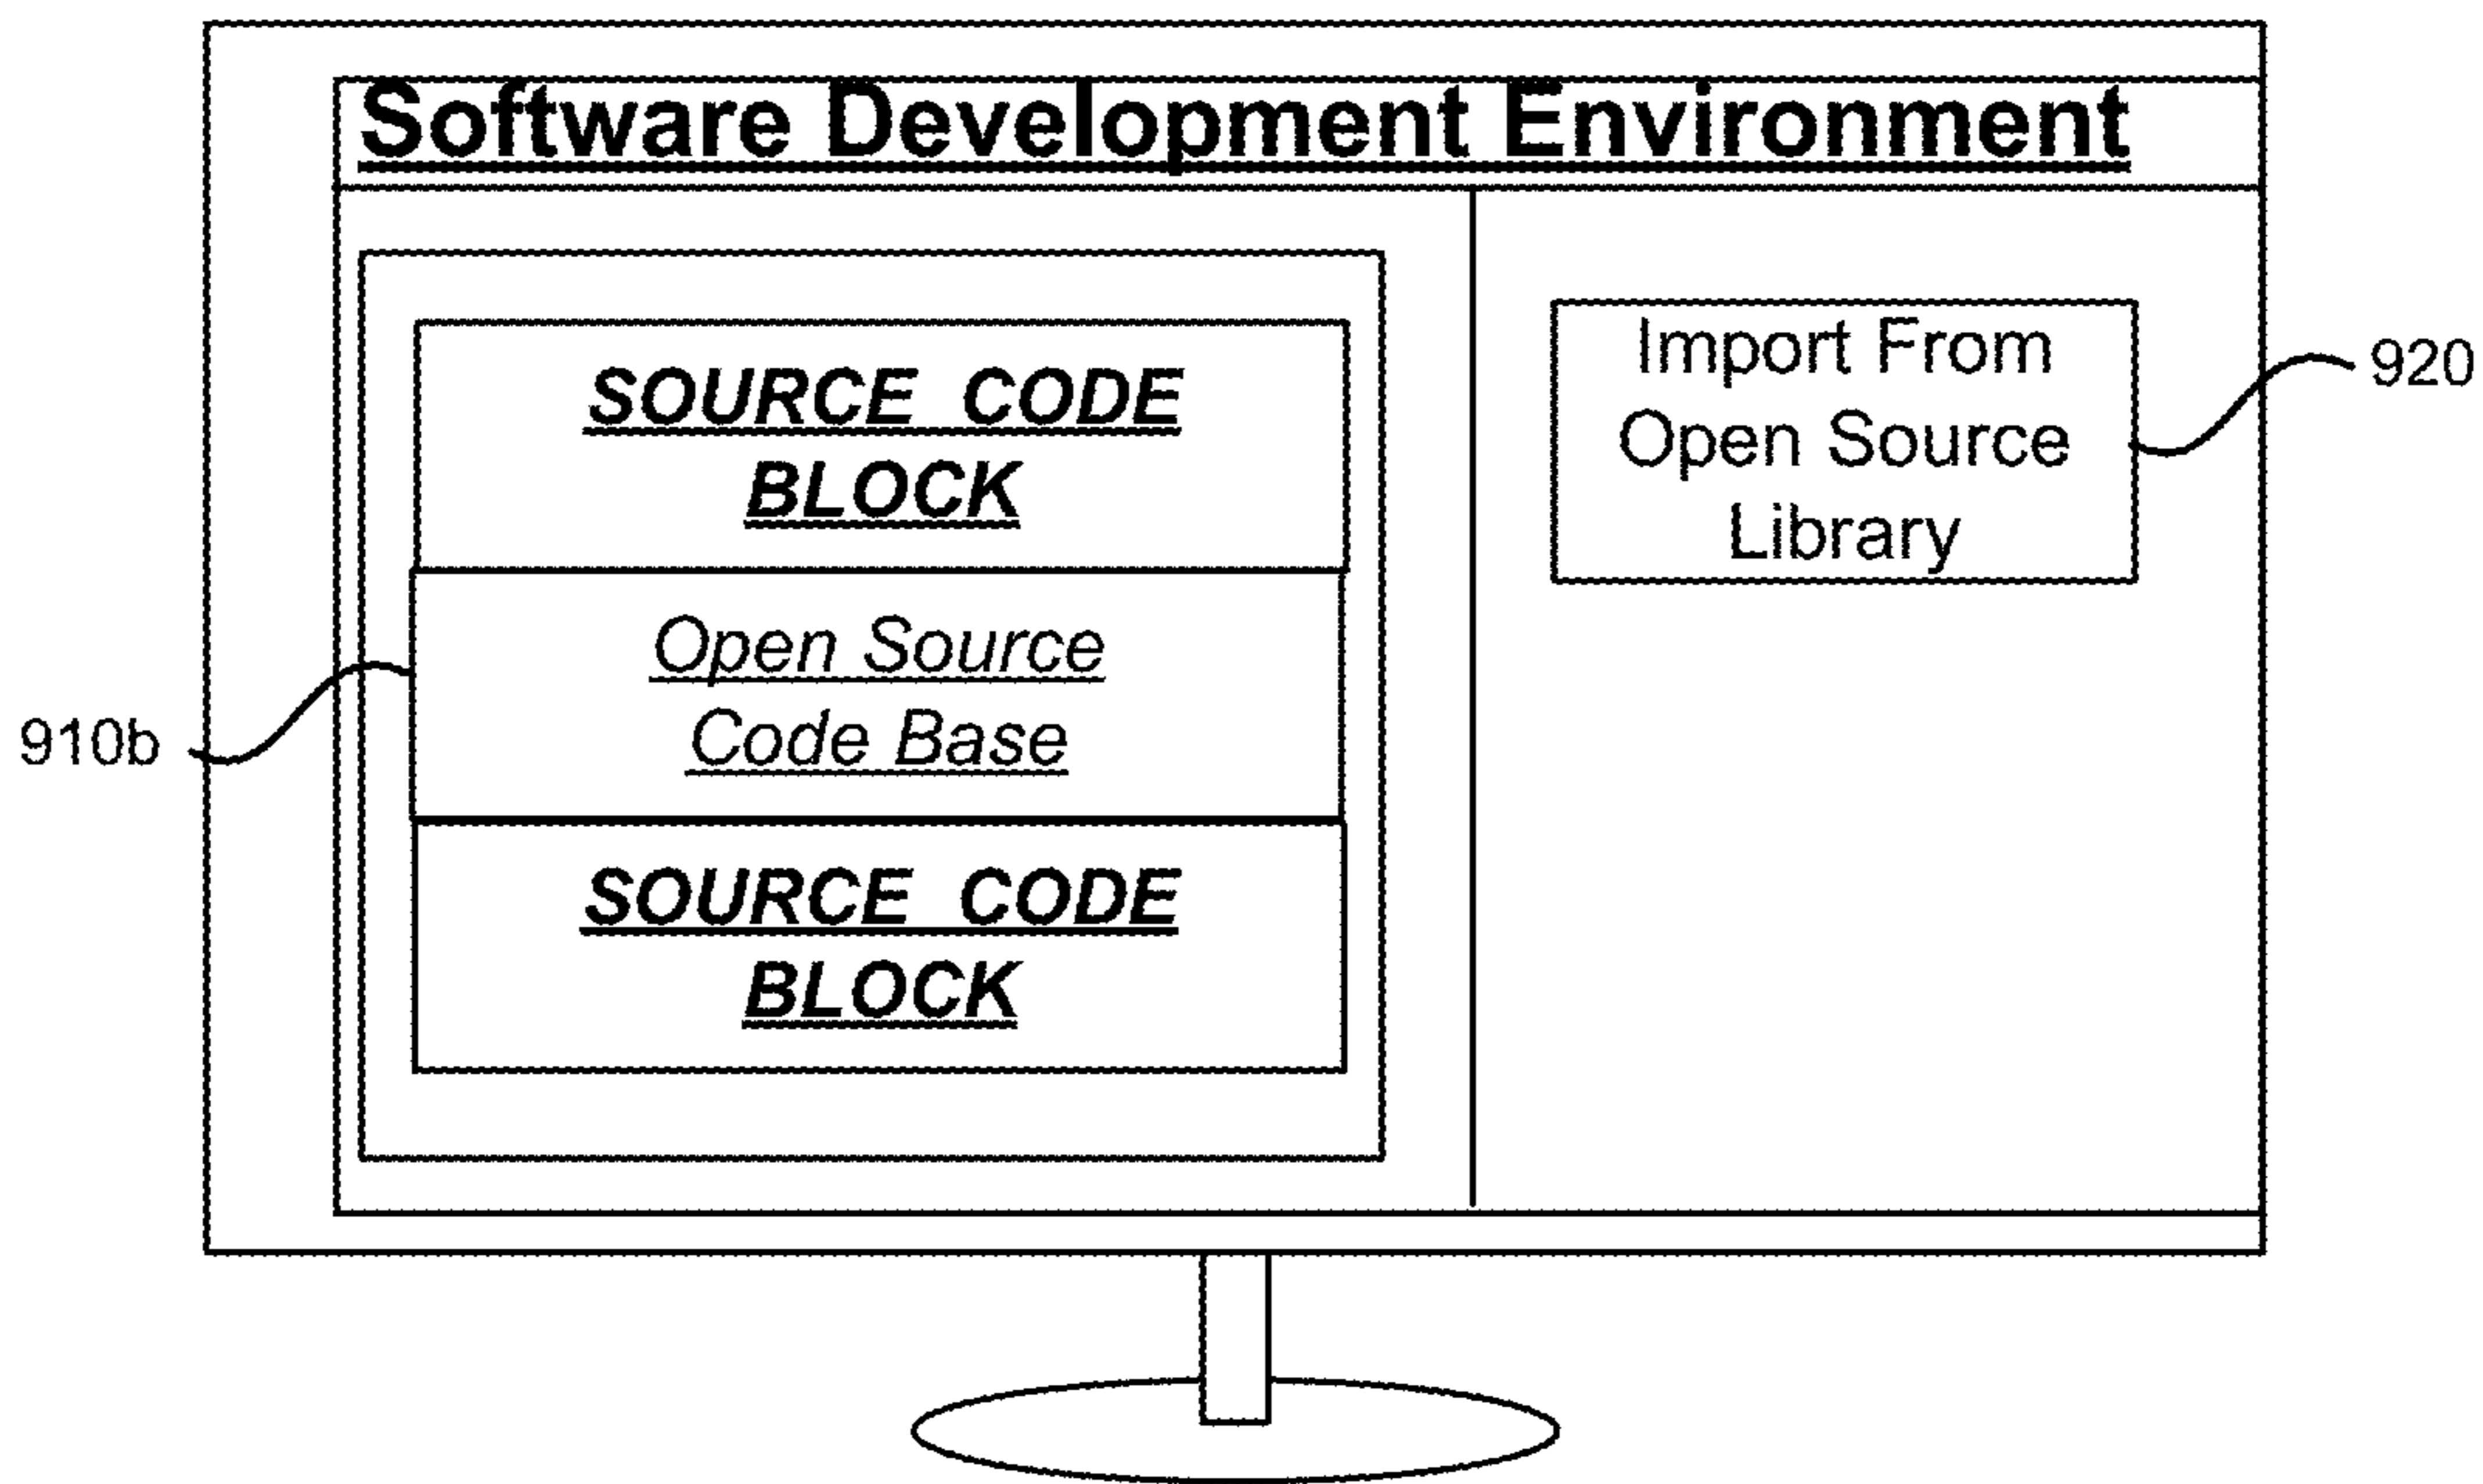 Software Development Environment
SOURCE CODE
BLOCK
Open Source
Code Base
SOURCE CODE
BLOCK
910b
Import From
Open Source
Library
920